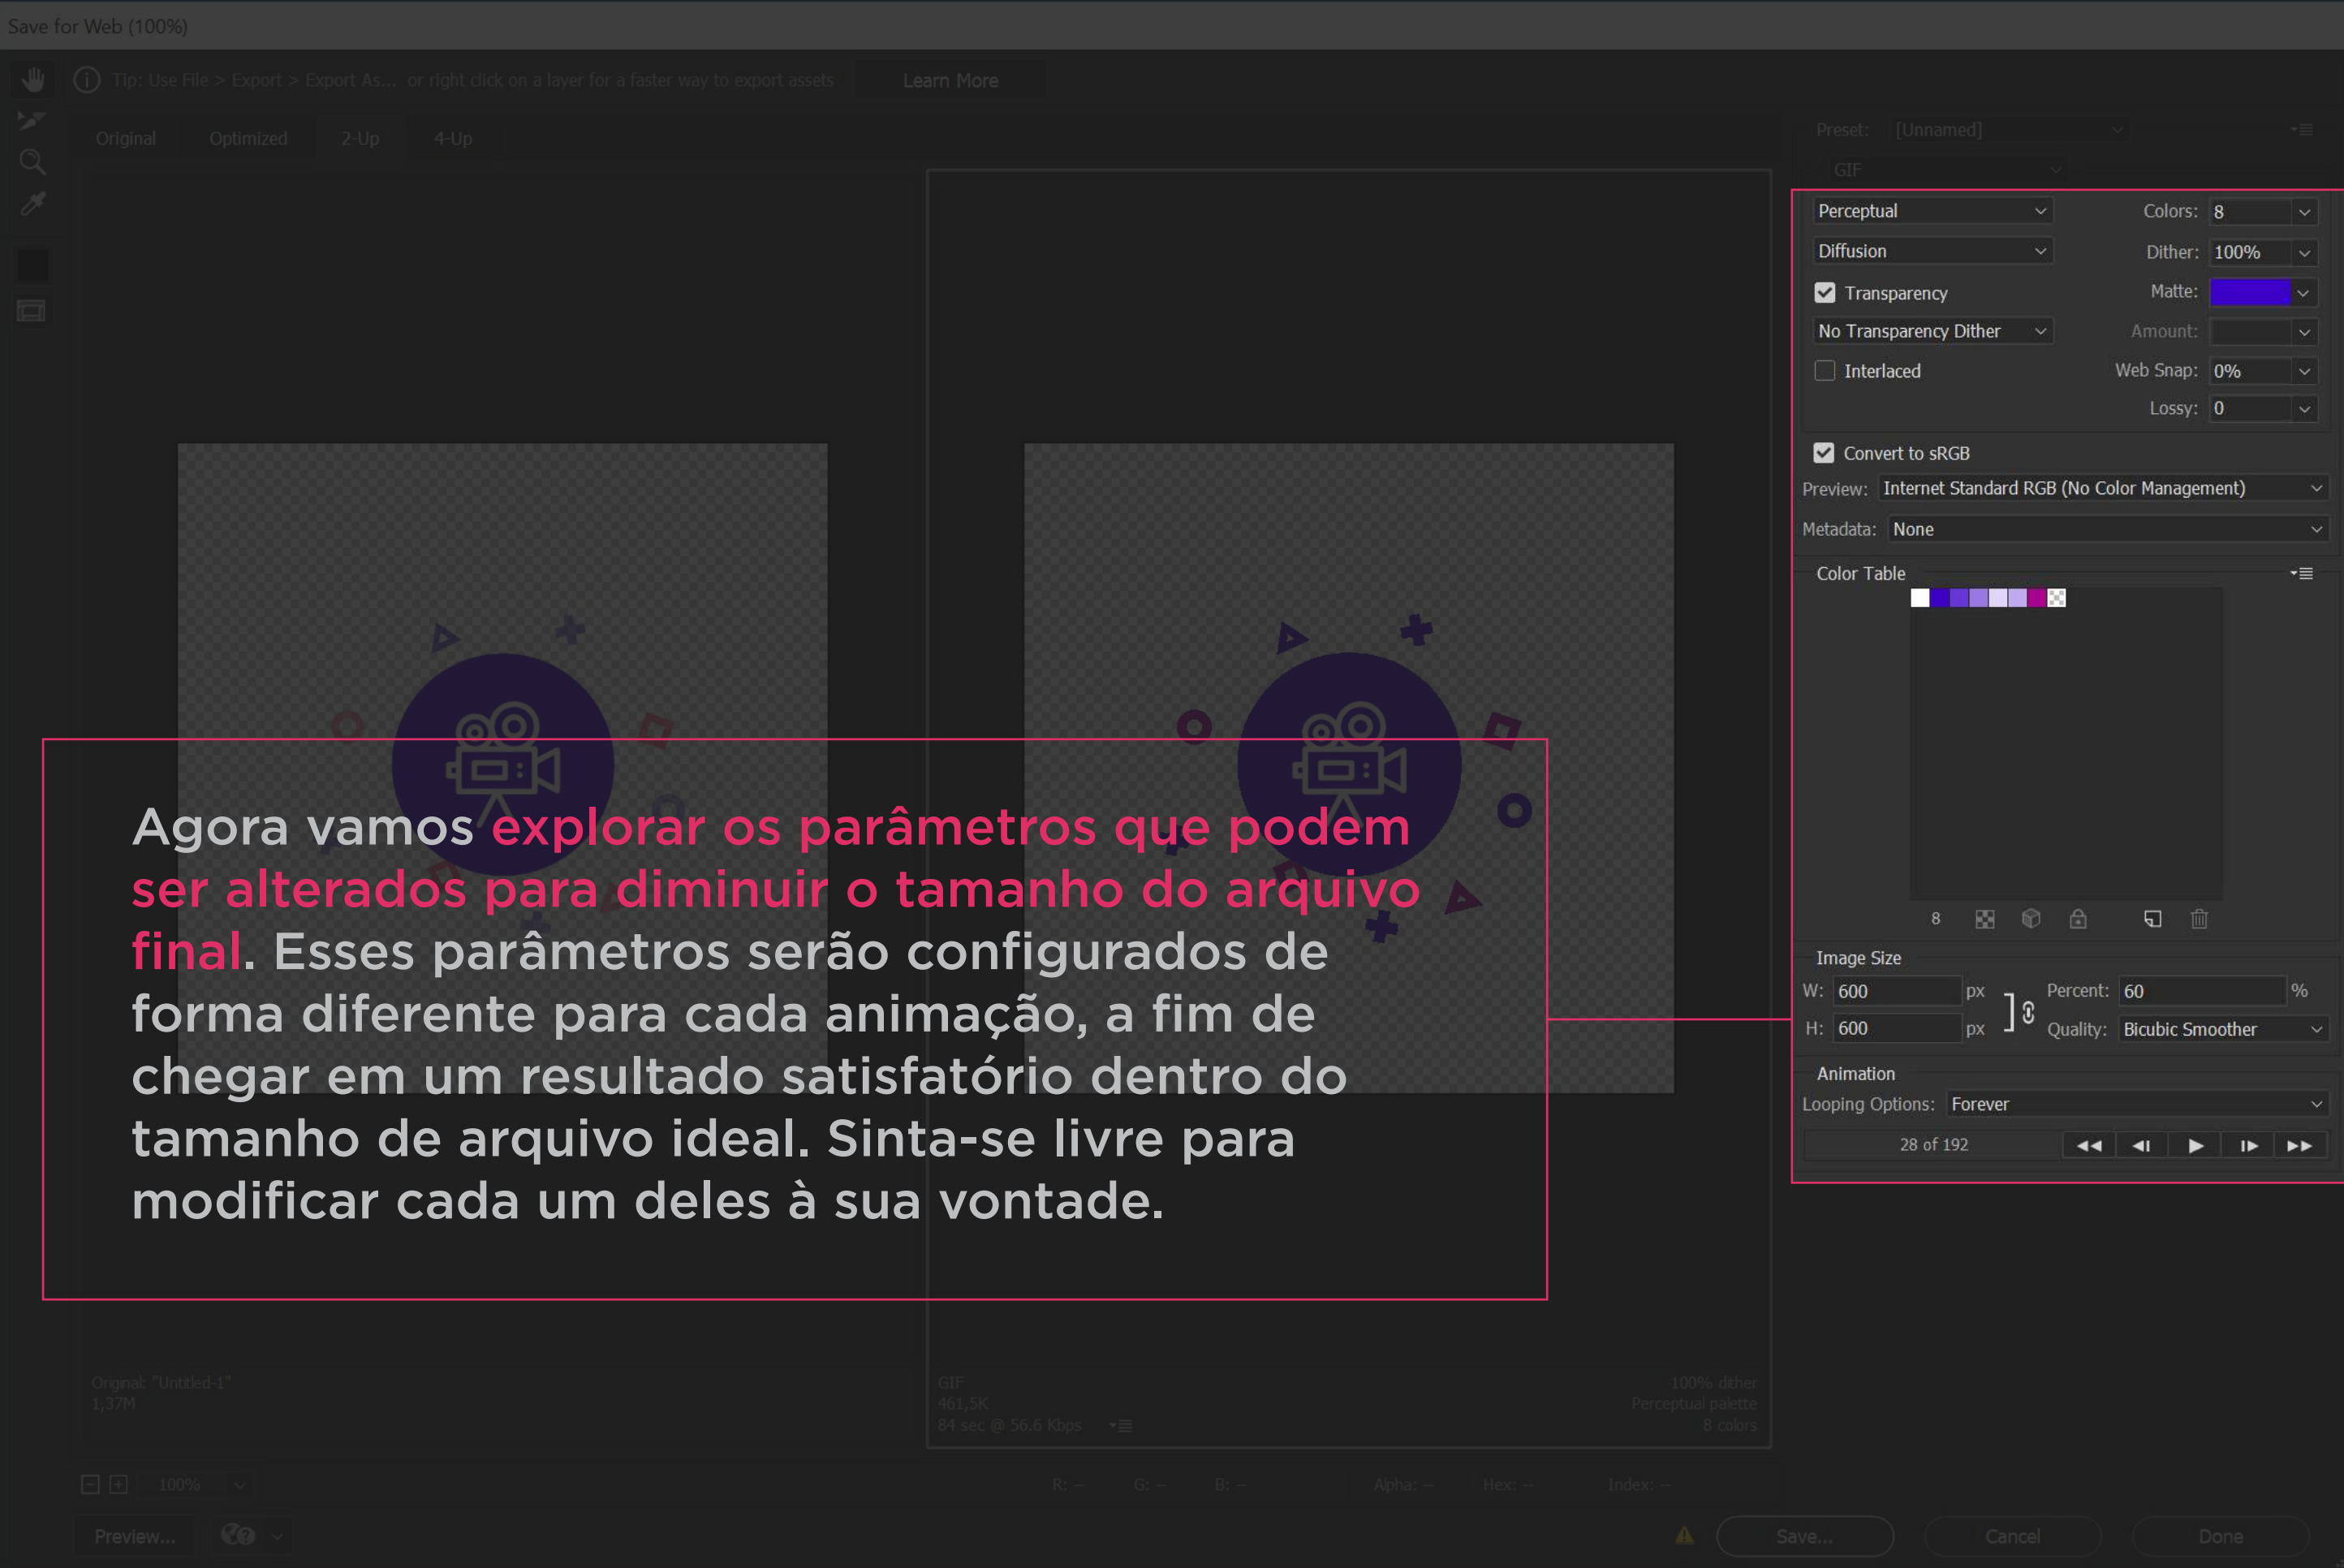 Save for Web (100%)
Tip: Use File > Export > Export As... or right click on a layer for a faster way to export assets
Learn More
Original Optimized 2-Up 4-Up
Preset: [Unnamed]
GIF
Perceptual Colors: 8
Diffusion Dither: 100%
Transparency Matte:
No Transparency Dither Amount:
Interlaced Web Snap: 0%
Lossy: 0
Convert to sRGB
Preview: Internet Standard RGB (No Color Management)
Metadata: None
Color Table
8
Image Size
W: 600 px Percent: 60 %
H: 600 px Quality: Bicubic Smoother
Animation
Looping Options: Forever
28 of 192
Agora vamos explorar os parâmetros que podem
ser alterados para diminuir o tamanho do arquivo
final. Esses parâmetros serão configurados de
forma diferente para cada animação, a fim de
chegar em um resultado satisfatório dentro do
tamanho de arquivo ideal. Sinta-se livre para
modificar cada um deles à sua vontade.
Original: "Untitled-1"
1,37M
GIF 100% dither
461,5K Perceptual palette
84 sec @ 56.6 Kbps 8 colors
100% R: -- G: -- B: -- Alpha: -- Hex: -- Index: --
Preview... Save... Cancel Done